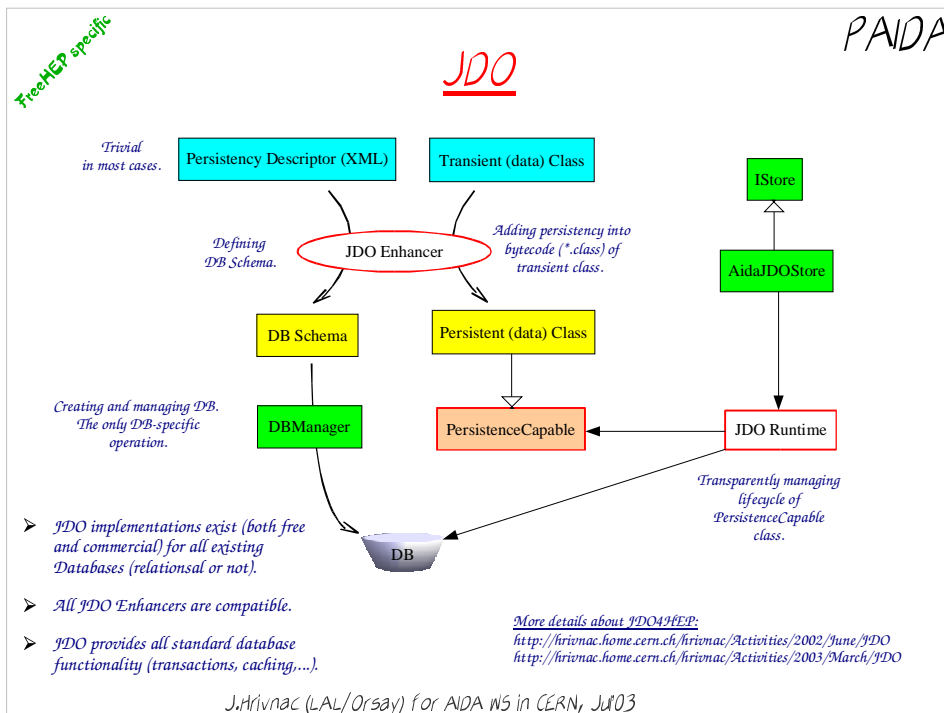 FreeHEP specific
PAIDA
JDO
Trivial
in most cases.
Persistency Descriptor (XML)
Transient (data) Class
IStore
Defining
DB Schema.
JDO Enhancer
Adding persistency into
bytecode (*.class) of
transient class.
AidaJDOStore
DB Schema
Persistent (data) Class
Creating and managing DB.
The only DB-specific
operation.
DBManager
PersistenceCapable
JDO Runtime
Transparently managing
lifecycle of
PersistenceCapable
class.
DB
➢ JDO implementations exist (both free
and commercial) for all existing
Databases (relationsal or not).
➢ All JDO Enhancers are compatible.
➢ JDO provides all standard database
functionality (transactions, caching,...).
More details about JDO4HEP:
http://hrivnac.home.cern.ch/hrivnac/Activities/2002/June/JDO
http://hrivnac.home.cern.ch/hrivnac/Activities/2003/March/JDO
J.Hrivnac (LAL/Orsay) for AIDA WS in CERN, Jul'03